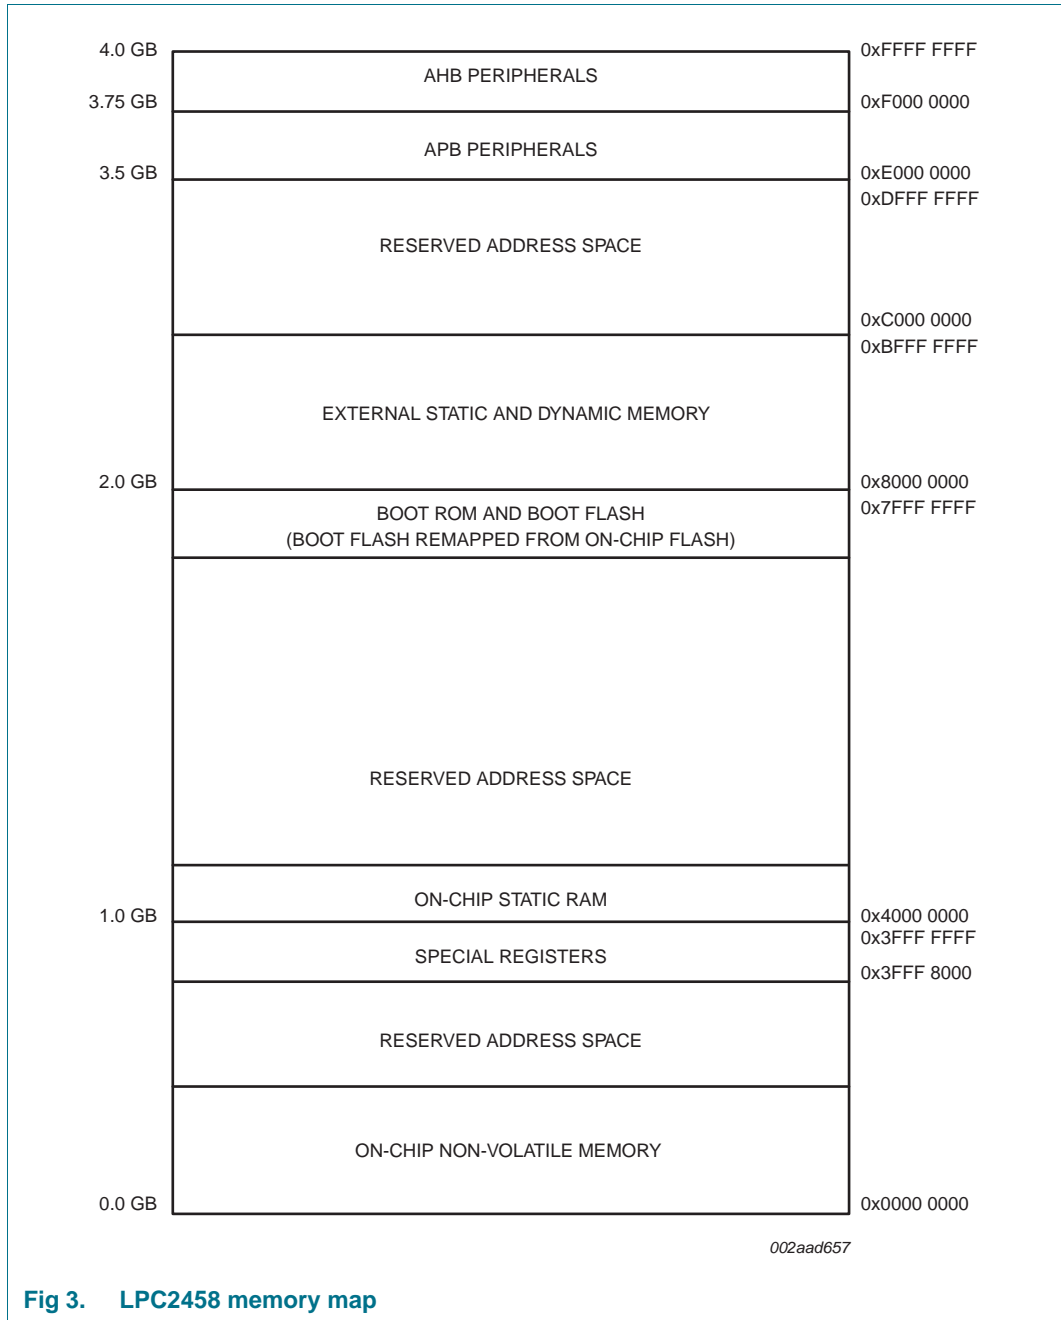 4.0 GB
0xFFFF FFFF
AHB PERIPHERALS
3.75 GB
0xF000 0000
APB PERIPHERALS
3.5 GB
0xE000 0000
0xDFFF FFFF
RESERVED ADDRESS SPACE
0xC000 0000
0xBFFF FFFF
EXTERNAL STATIC AND DYNAMIC MEMORY
2.0 GB
0x8000 0000
0x7FFF FFFF
BOOT ROM AND BOOT FLASH
(BOOT FLASH REMAPPED FROM ON-CHIP FLASH)
RESERVED ADDRESS SPACE
ON-CHIP STATIC RAM
1.0 GB
0x4000 0000
0x3FFF FFFF
SPECIAL REGISTERS
0x3FFF 8000
RESERVED ADDRESS SPACE
ON-CHIP NON-VOLATILE MEMORY
0.0 GB
0x0000 0000
002aad657
Fig 3. LPC2458 memory map